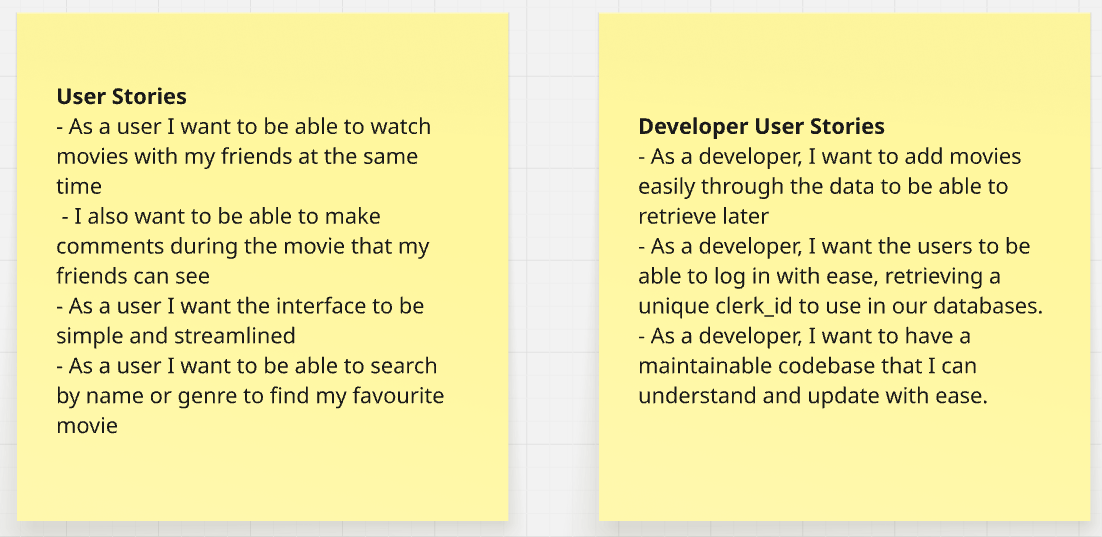 User Stories
- As a user I want to be able to watch
movies with my friends at the same
time
- I also want to be able to make
comments during the movie that my
friends can see
- As a user I want the interface to be
simple and streamlined
- As a user I want to be able to search
by name or genre to find my favourite
movie
Developer User Stories
- As a developer, I want to add movies
easily through the data to be able to
retrieve later
- As a developer, I want the users to be
able to log in with ease, retrieving a
unique clerk_id to use in our databases.
- As a developer, I want to have a
maintainable codebase that I can
understand and update with ease.